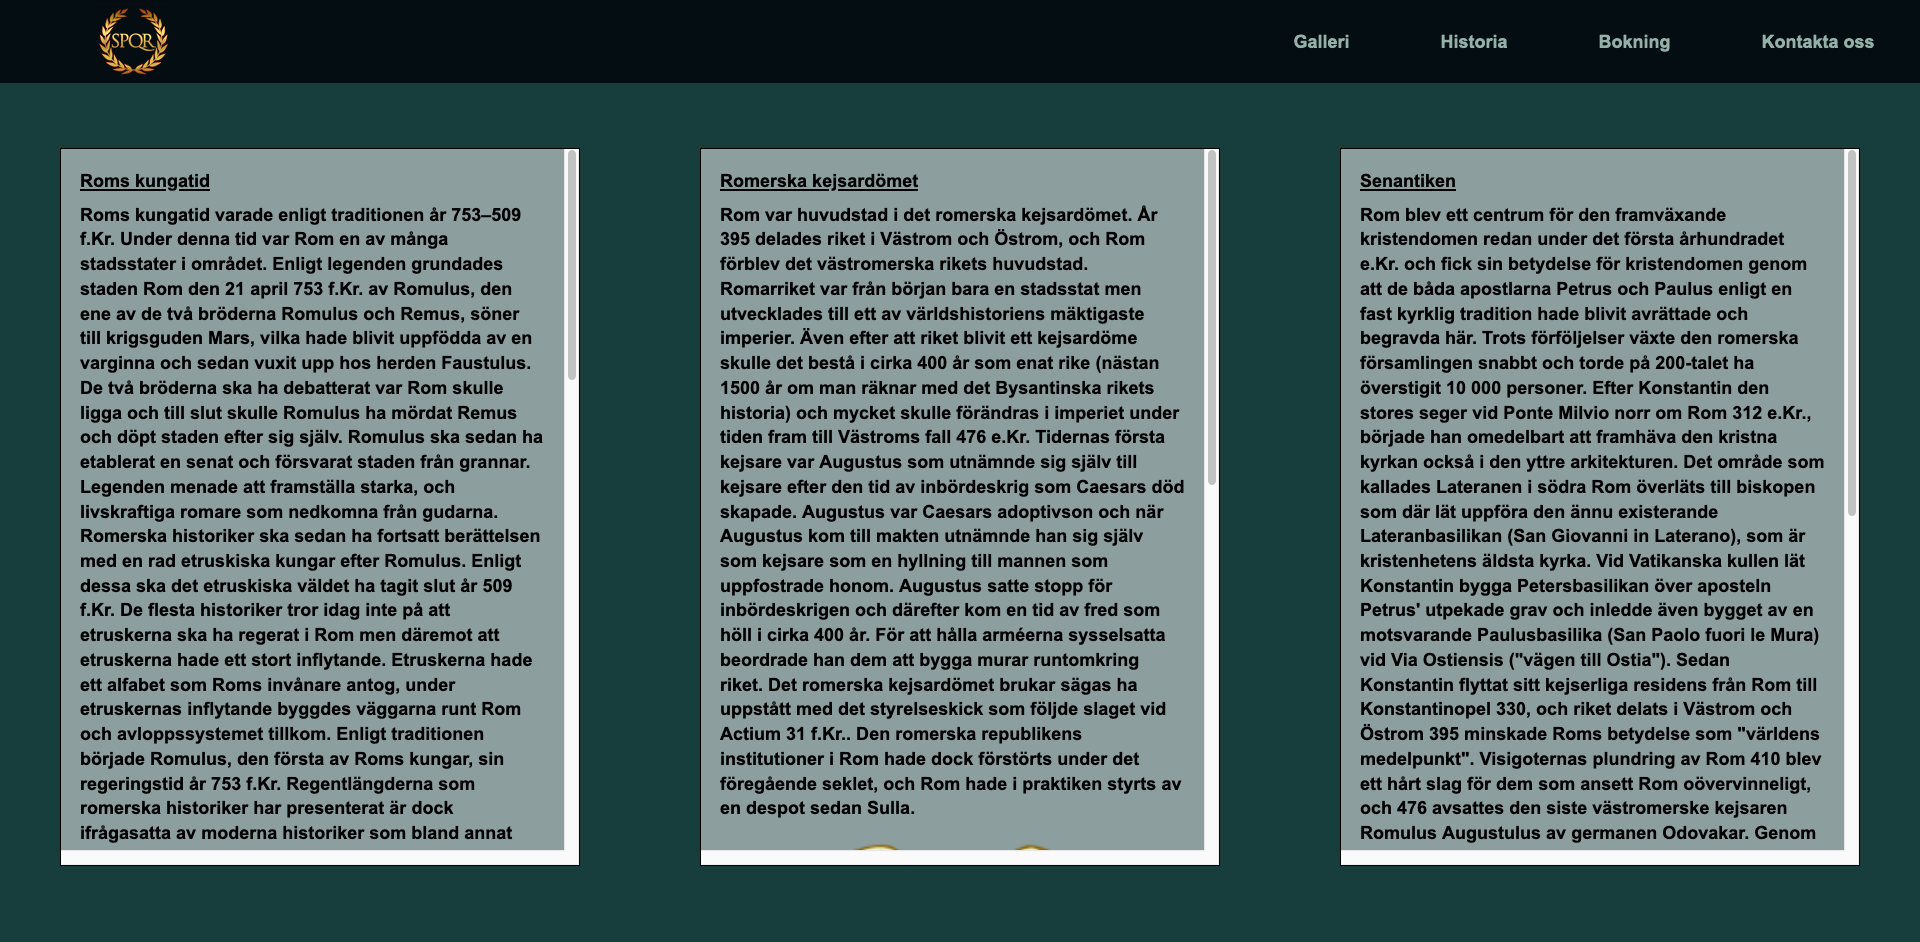 SPQR
Galleri
Historia
Bokning
Kontakta oss
Roms kungatid
Roms kungatid varade enligt traditionen år 753–509
f.Kr. Under denna tid var Rom en av många
stadsstater i området. Enligt legenden grundades
staden Rom den 21 april 753 f.Kr. av Romulus, den
ene av de två bröderna Romulus och Remus, söner
till krigsguden Mars, vilka hade blivit uppfödda av en
varginna och sedan vuxit upp hos herden Faustulus.
De två bröderna ska ha debatterat var Rom skulle
ligga och till slut skulle Romulus ha mördat Remus
och döpt staden efter sig själv. Romulus ska sedan ha
etablerat en senat och försvarat staden från grannar.
Legenden menade att framställa starka, och
livskraftiga romare som nedkomna från gudarna.
Romerska historiker ska sedan ha fortsatt berättelsen
med en rad etruskiska kungar efter Romulus. Enligt
dessa ska det etruskiska väldet ha tagit slut år 509
f.Kr. De flesta historiker tror idag inte på att
etruskerna ska ha regerat i Rom men däremot att
etruskerna hade ett stort inflytande. Etruskerna hade
ett alfabet som Roms invånare antog, under
etruskernas inflytande byggdes väggarna runt Rom
och avloppssystemet tillkom. Enligt traditionen
började Romulus, den första av Roms kungar, sin
regeringstid år 753 f.Kr. Regentlängderna som
romerska historiker har presenterat är dock
ifrågasatta av moderna historiker som bland annat
Romerska kejsardömet
Rom var huvudstad i det romerska kejsardömet. År
395 delades riket i Västrom och Östrom, och Rom
förblev det västromerska rikets huvudstad.
Romarriket var från början bara en stadsstat men
utvecklades till ett av världshistoriens mäktigaste
imperier. Även efter att riket blivit ett kejsardöme
skulle det bestå i cirka 400 år som enat rike (nästan
1500 år om man räknar med det Bysantinska rikets
historia) och mycket skulle förändras i imperiet under
tiden fram till Västroms fall 476 e.Kr. Tidernas första
kejsare var Augustus som utnämnde sig själv till
kejsare efter den tid av inbördeskrig som Caesars död
skapade. Augustus var Caesars adoptivson och när
Augustus kom till makten utnämnde han sig själv
som kejsare som en hyllning till mannen som
uppfostrade honom. Augustus satte stopp för
inbördeskrigen och därefter kom en tid av fred som
höll i cirka 400 år. För att hålla arméerna sysselsatta
beordrade han dem att bygga murar runtomkring
riket. Det romerska kejsardömet brukar sägas ha
uppstått med det styrelseskick som följde slaget vid
Actium 31 f.Kr.. Den romerska republikens
institutioner i Rom hade dock förstörts under det
föregående seklet, och Rom hade i praktiken styrts av
en despot sedan Sulla.
Senantiken
Rom blev ett centrum för den framväxande
kristendomen redan under det första århundradet
e.Kr. och fick sin betydelse för kristendomen genom
att de båda apostlarna Petrus och Paulus enligt en
fast kyrklig tradition hade blivit avrättade och
begravda här. Trots förföljelser växte den romerska
församlingen snabbt och torde på 200-talet ha
överstigit 10 000 personer. Efter Konstantin den
stores seger vid Ponte Milvio norr om Rom 312 e.Kr.,
började han omedelbart att framhäva den kristna
kyrkan också i den yttre arkitekturen. Det område som
kallades Lateranen i södra Rom överläts till biskopen
som där lät uppföra den ännu existerande
Lateranbasilikan (San Giovanni in Laterano), som är
kristenhetens äldsta kyrka. Vid Vatikanska kullen lät
Konstantin bygga Petersbasilikan över aposteln
Petrus' utpekade grav och inledde även bygget av en
motsvarande Paulusbasilika (San Paolo fuori le Mura)
vid Via Ostiensis ("vägen till Ostia"). Sedan
Konstantin flyttat sitt kejserliga residens från Rom till
Konstantinopel 330, och riket delats i Västrom och
Östrom 395 minskade Roms betydelse som "världens
medelpunkt". Visigoternas plundring av Rom 410 blev
ett hårt slag för dem som ansett Rom oövervinneligt,
och 476 avsattes den siste västromerske kejsaren
Romulus Augustulus av germanen Odovakar. Genom